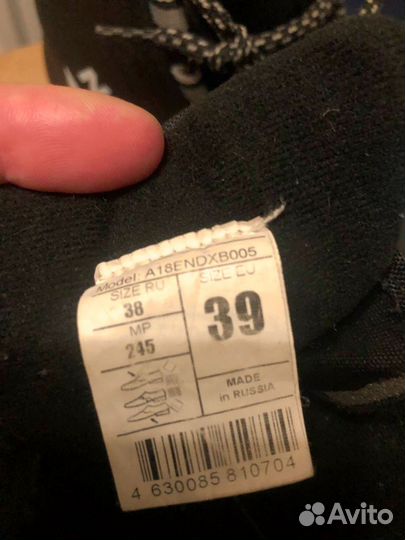 Model: A18ENDXB005
SIZE RU
38
MP
245
SIZE EU
39
MADE
in RUSSIA
4 630085 810704
Avito